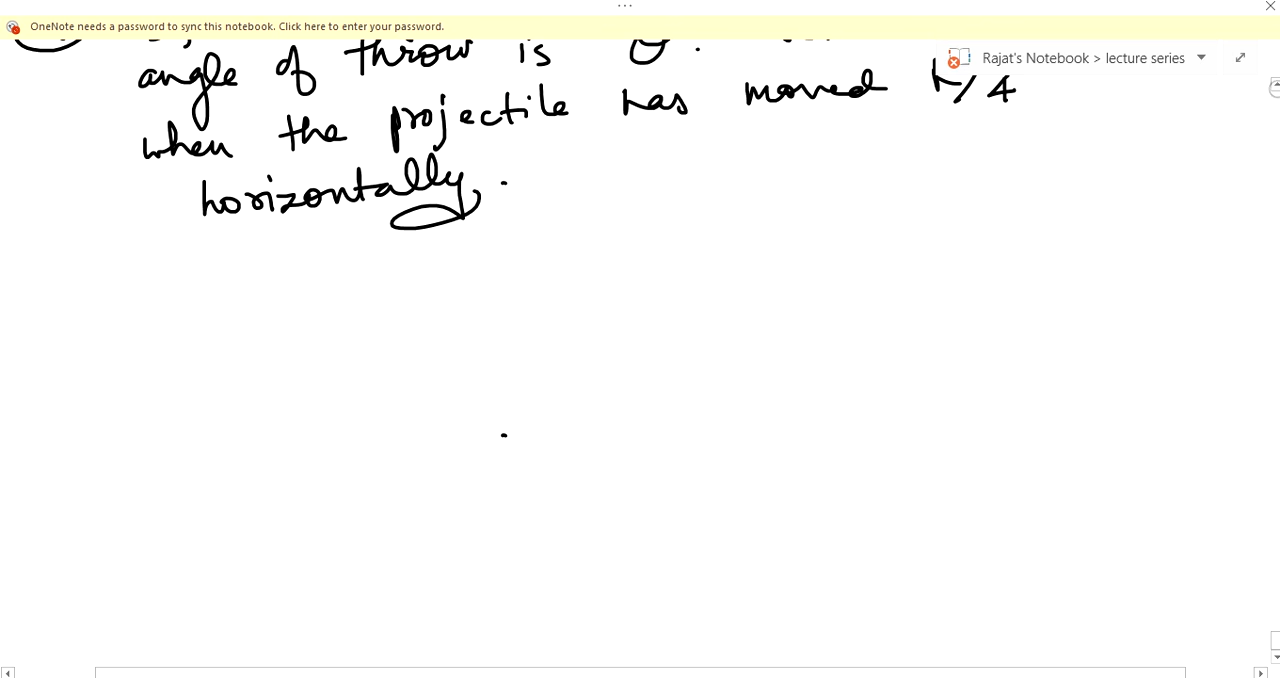 OneNote needs a password to sync this notebook. Click here to enter your password.
angle of throw is θ.
Rajat's Notebook > lecture series
when the projectile has moved R/4
horizontally.